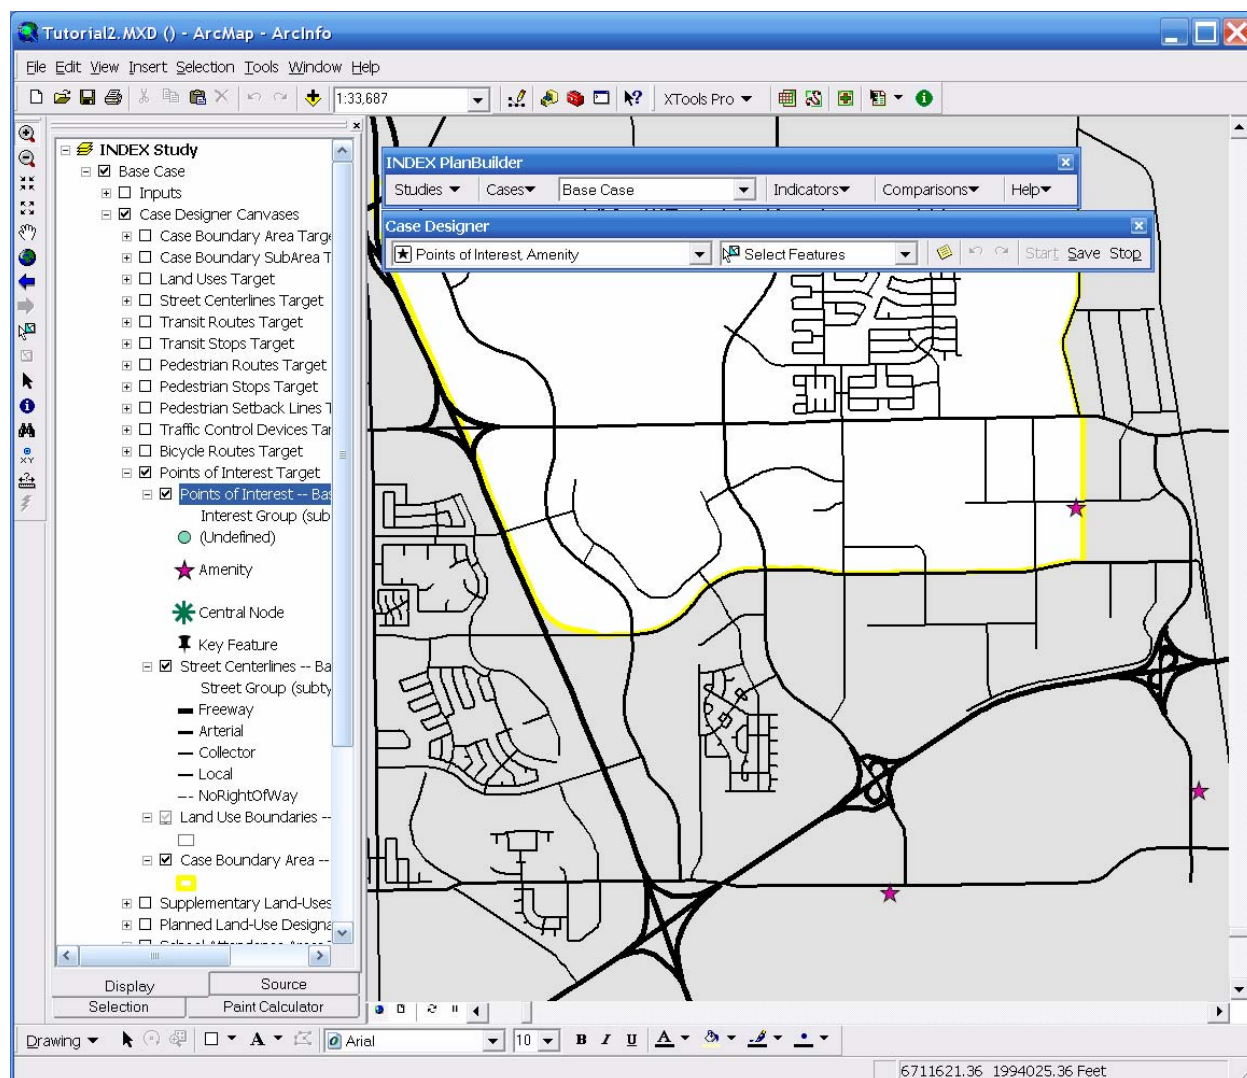 Tutorial2.MXD () - ArcMap - ArcInfo
File Edit View Insert Selection Tools Window Help
1:33,687 XTools Pro
INDEX Study
Base Case
Inputs
Case Designer Canvases
Case Boundary Area Targe
Case Boundary SubArea T
Land Uses Target
Street Centerlines Target
Transit Routes Target
Transit Stops Target
Pedestrian Routes Target
Pedestrian Stops Target
Pedestrian Setback Lines T
Traffic Control Devices Tar
Bicycle Routes Target
Points of Interest Target
Points of Interest -- Bas
Interest Group (sub
(Undefined)
Amenity
Central Node
Key Feature
Street Centerlines -- Ba
Street Group (subty
Freeway
Arterial
Collector
Local
NoRightOfWay
Land Use Boundaries --
Case Boundary Area --
Supplementary Land-Uses
Planned Land-Use Designa
Display Source
Selection Paint Calculator
INDEX PlanBuilder
Studies Cases Base Case Indicators Comparisons Help
Case Designer
Points of Interest, Amenity Select Features Start Save Stop
Drawing A Arial 10 B I U A
6711621.36 1994025.36 Feet